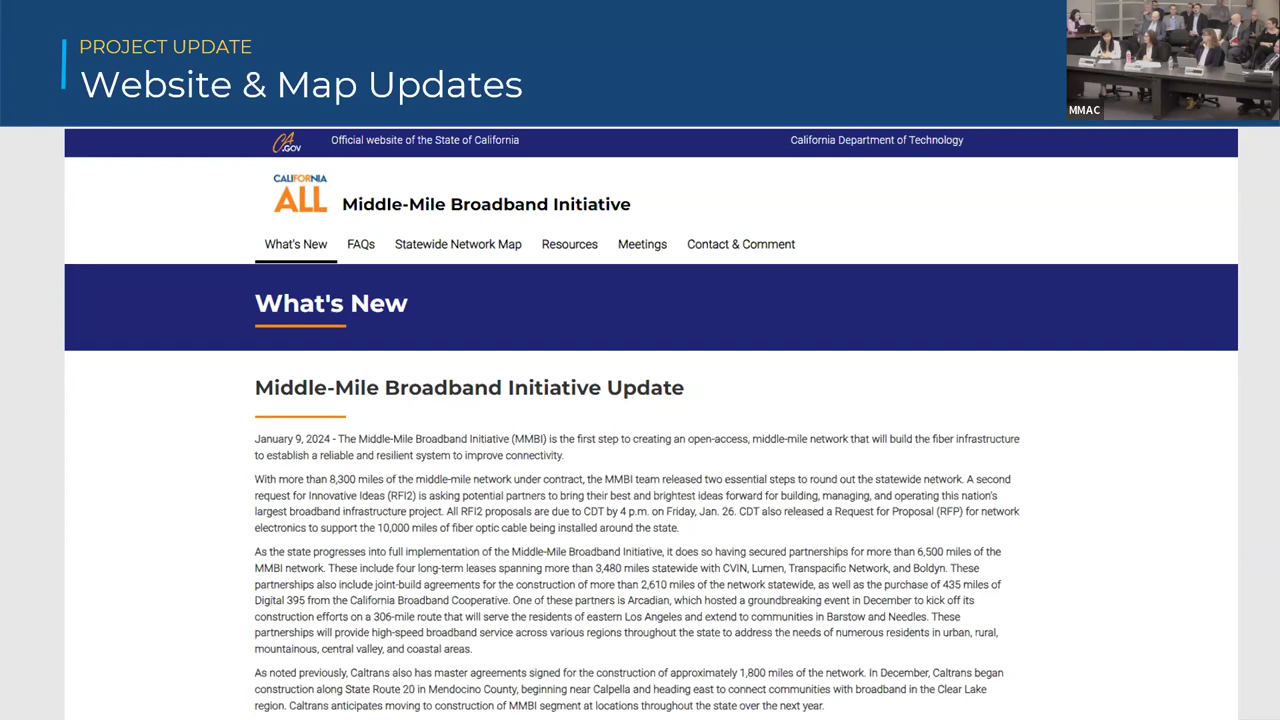 PROJECT UPDATE
Website & Map Updates
MMAC
CA.GOV
Official website of the State of California
California Department of Technology
CALIFORNIA
ALL
Middle-Mile Broadband Initiative
What's New
FAQs
Statewide Network Map
Resources
Meetings
Contact & Comment
What's New
Middle-Mile Broadband Initiative Update
January 9, 2024 - The Middle-Mile Broadband Initiative (MMBI) is the first step to creating an open-access, middle-mile network that will build the fiber infrastructure
to establish a reliable and resilient system to improve connectivity.
With more than 8,300 miles of the middle-mile network under contract, the MMBI team released two essential steps to round out the statewide network. A second
request for Innovative Ideas (RFI2) is asking potential partners to bring their best and brightest ideas forward for building, managing, and operating this nation's
largest broadband infrastructure project. All RFI2 proposals are due to CDT by 4 p.m. on Friday, Jan. 26. CDT also released a Request for Proposal (RFP) for network
electronics to support the 10,000 miles of fiber optic cable being installed around the state.
As the state progresses into full implementation of the Middle-Mile Broadband Initiative, it does so having secured partnerships for more than 6,500 miles of the
MMBI network. These include four long-term leases spanning more than 3,480 miles statewide with CVIN, Lumen, Transpacific Network, and Boldyn. These
partnerships also include joint-build agreements for the construction of more than 2,610 miles of the network statewide, as well as the purchase of 435 miles of
Digital 395 from the California Broadband Cooperative. One of these partners is Arcadian, which hosted a groundbreaking event in December to kick off its
construction efforts on a 306-mile route that will serve the residents of eastern Los Angeles and extend to communities in Barstow and Needles. These
partnerships will provide high-speed broadband service across various regions throughout the state to address the needs of numerous residents in urban, rural,
mountainous, central valley, and coastal areas.
As noted previously, Caltrans also has master agreements signed for the construction of approximately 1,800 miles of the network. In December, Caltrans began
construction along State Route 20 in Mendocino County, beginning near Calpella and heading east to connect communities with broadband in the Clear Lake
region. Caltrans anticipates moving to construction of MMBI segment at locations throughout the state over the next year.